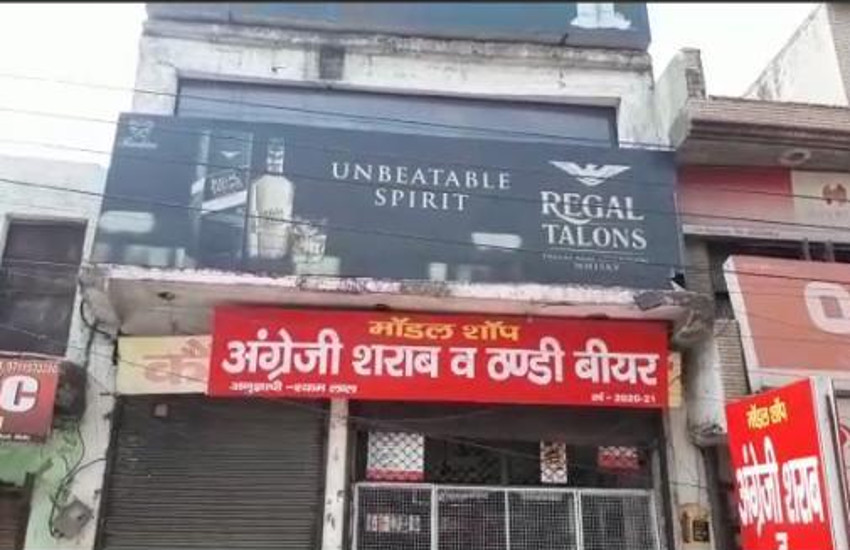 UNBEATABLE
SPIRIT
REGAL
TALONS
WHISKY
मॉडल शॉप
अंग्रेजी शराब व ठण्डी बीयर
अनुज्ञापी -श्याम लाल
वर्ष - 2020-21
C
मॉडल शॉप
अंग्रेजी शराब
व